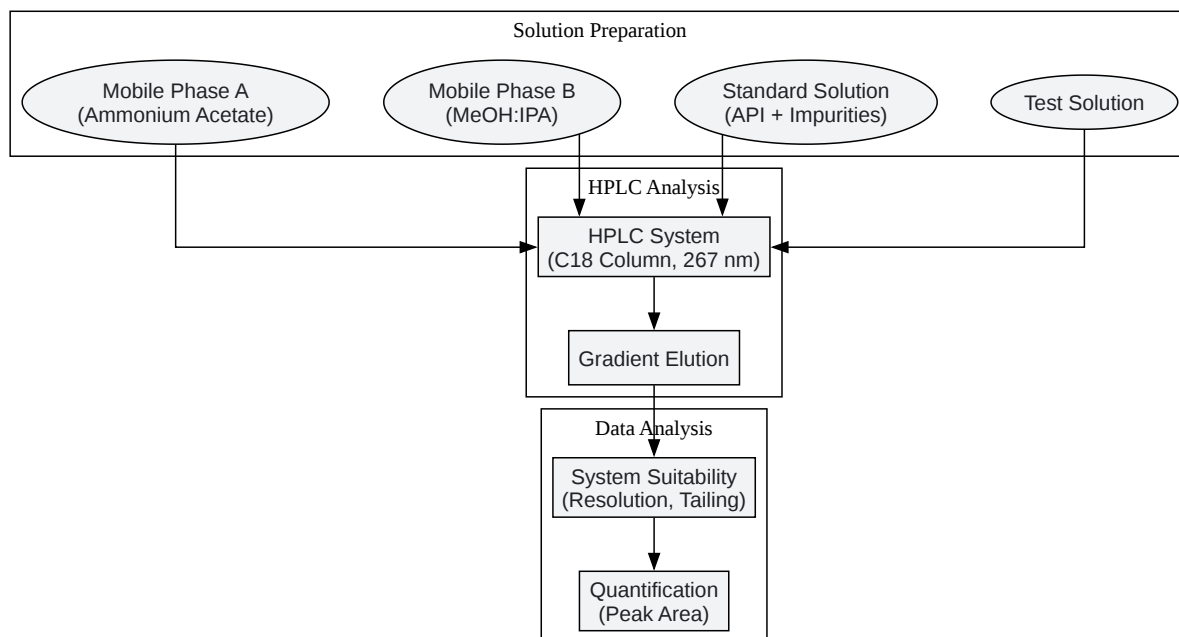 Solution Preparation
Mobile Phase A
(Ammonium Acetate)
Mobile Phase B
(MeOH:IPA)
Standard Solution
(API + Impurities)
Test Solution
HPLC Analysis
HPLC System
(C18 Column, 267 nm)
Gradient Elution
Data Analysis
System Suitability
(Resolution, Tailing)
Quantification
(Peak Area)